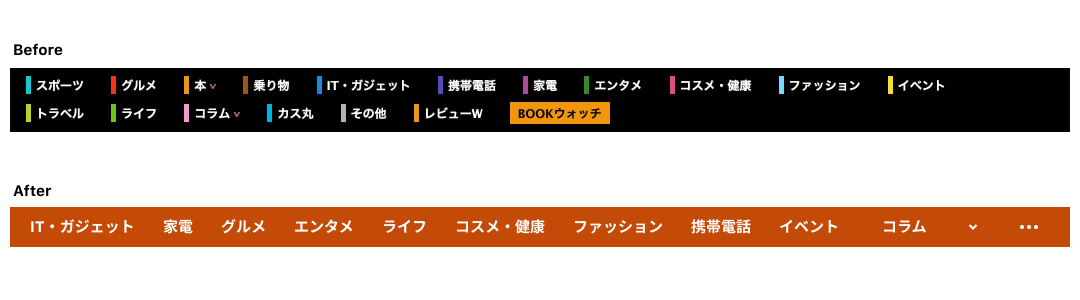 Before
スポーツ グルメ 本 乗り物 IT・ガジェット 携帯電話 家電 エンタメ コスメ・健康 ファッション イベント
トラベル ライフ コラム カス丸 その他 レビューW BOOKウォッチ
After
IT・ガジェット 家電 グルメ エンタメ ライフ コスメ・健康 ファッション 携帯電話 イベント コラム •••